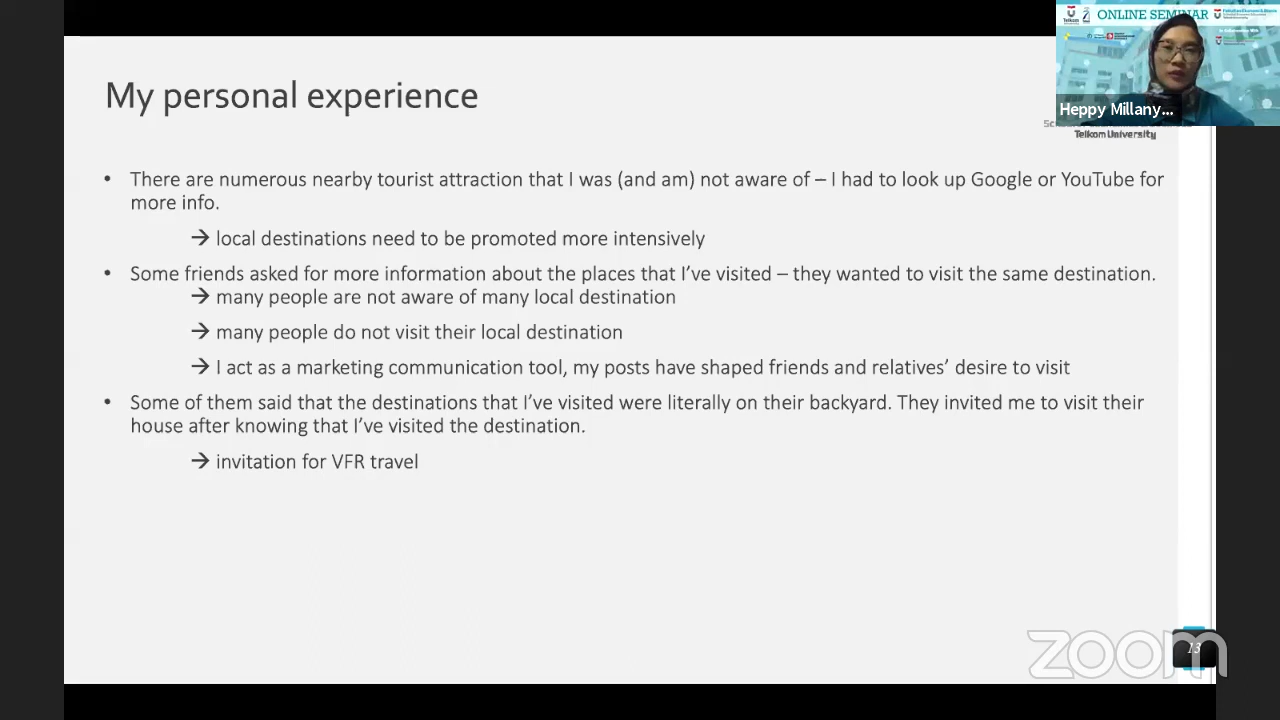 ONLINE SEMINAR
Heppy Millany...
Telkom University
My personal experience
• There are numerous nearby tourist attraction that I was (and am) not aware of – I had to look up Google or YouTube for
more info.
→ local destinations need to be promoted more intensively
• Some friends asked for more information about the places that I’ve visited – they wanted to visit the same destination.
→ many people are not aware of many local destination
→ many people do not visit their local destination
→ I act as a marketing communication tool, my posts have shaped friends and relatives’ desire to visit
• Some of them said that the destinations that I’ve visited were literally on their backyard. They invited me to visit their
house after knowing that I’ve visited the destination.
→ invitation for VFR travel
zoom
13